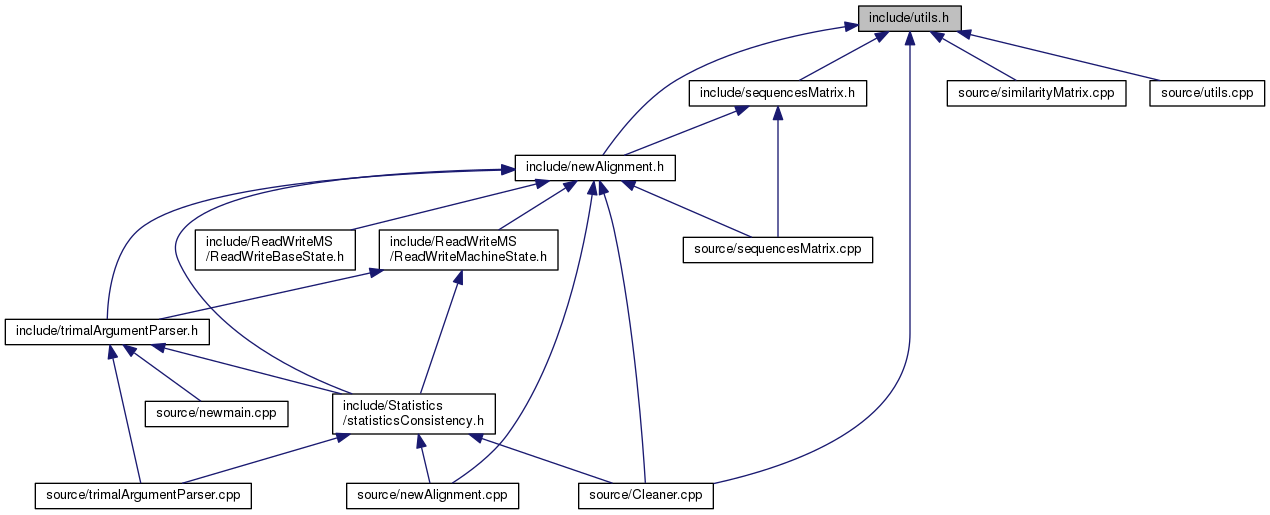 include/utils.h
include/sequencesMatrix.h
source/similarityMatrix.cpp
source/utils.cpp
include/newAlignment.h
include/ReadWriteMS
/ReadWriteBaseState.h
include/ReadWriteMS
/ReadWriteMachineState.h
source/sequencesMatrix.cpp
include/trimalArgumentParser.h
source/newmain.cpp
include/Statistics
/statisticsConsistency.h
source/trimalArgumentParser.cpp
source/newAlignment.cpp
source/Cleaner.cpp